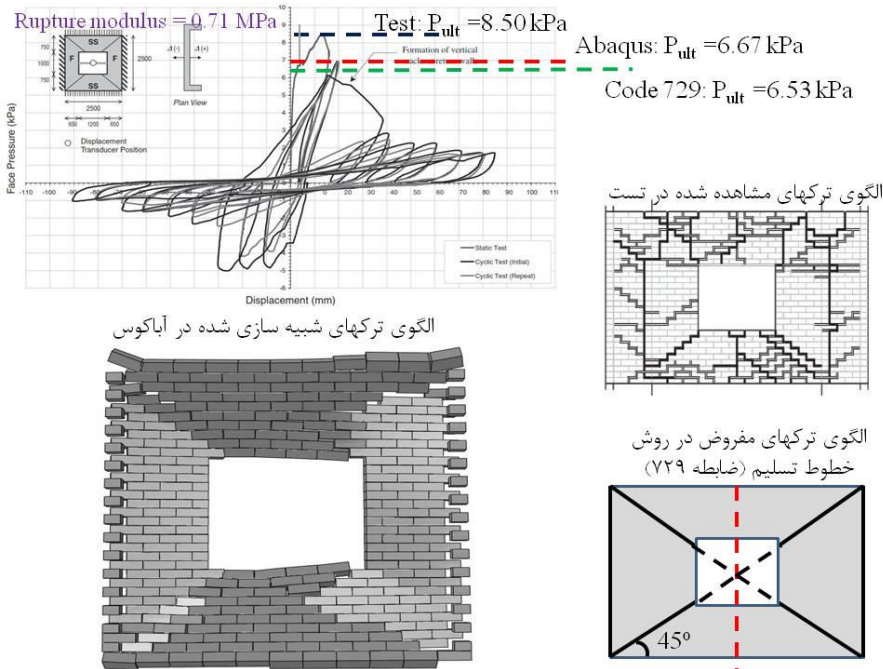 Rupture modulus = 0.71 MPa
Test: Pult =8.50 kPa
Abaqus: Pult =6.67 kPa
Code 729: Pult =6.53 kPa
Formation of vertical
SS
F
F
SS
750
1000
750
2500
2500
650
1200
650
Δ(-)
Δ(+)
Plan View
Displacement
Transducer Position
Face Pressure (kPa)
Displacement (mm)
Static Test
Cyclic Test (Initial)
Cyclic Test (Repeat)
الگوی ترکهای مشاهده شده در تست
الگوی ترکهای شبیه سازی شده در آباکوس
الگوی ترکهای مفروض در روش
خطوط تسلیم (ضابطه ۷۲۹)
45º